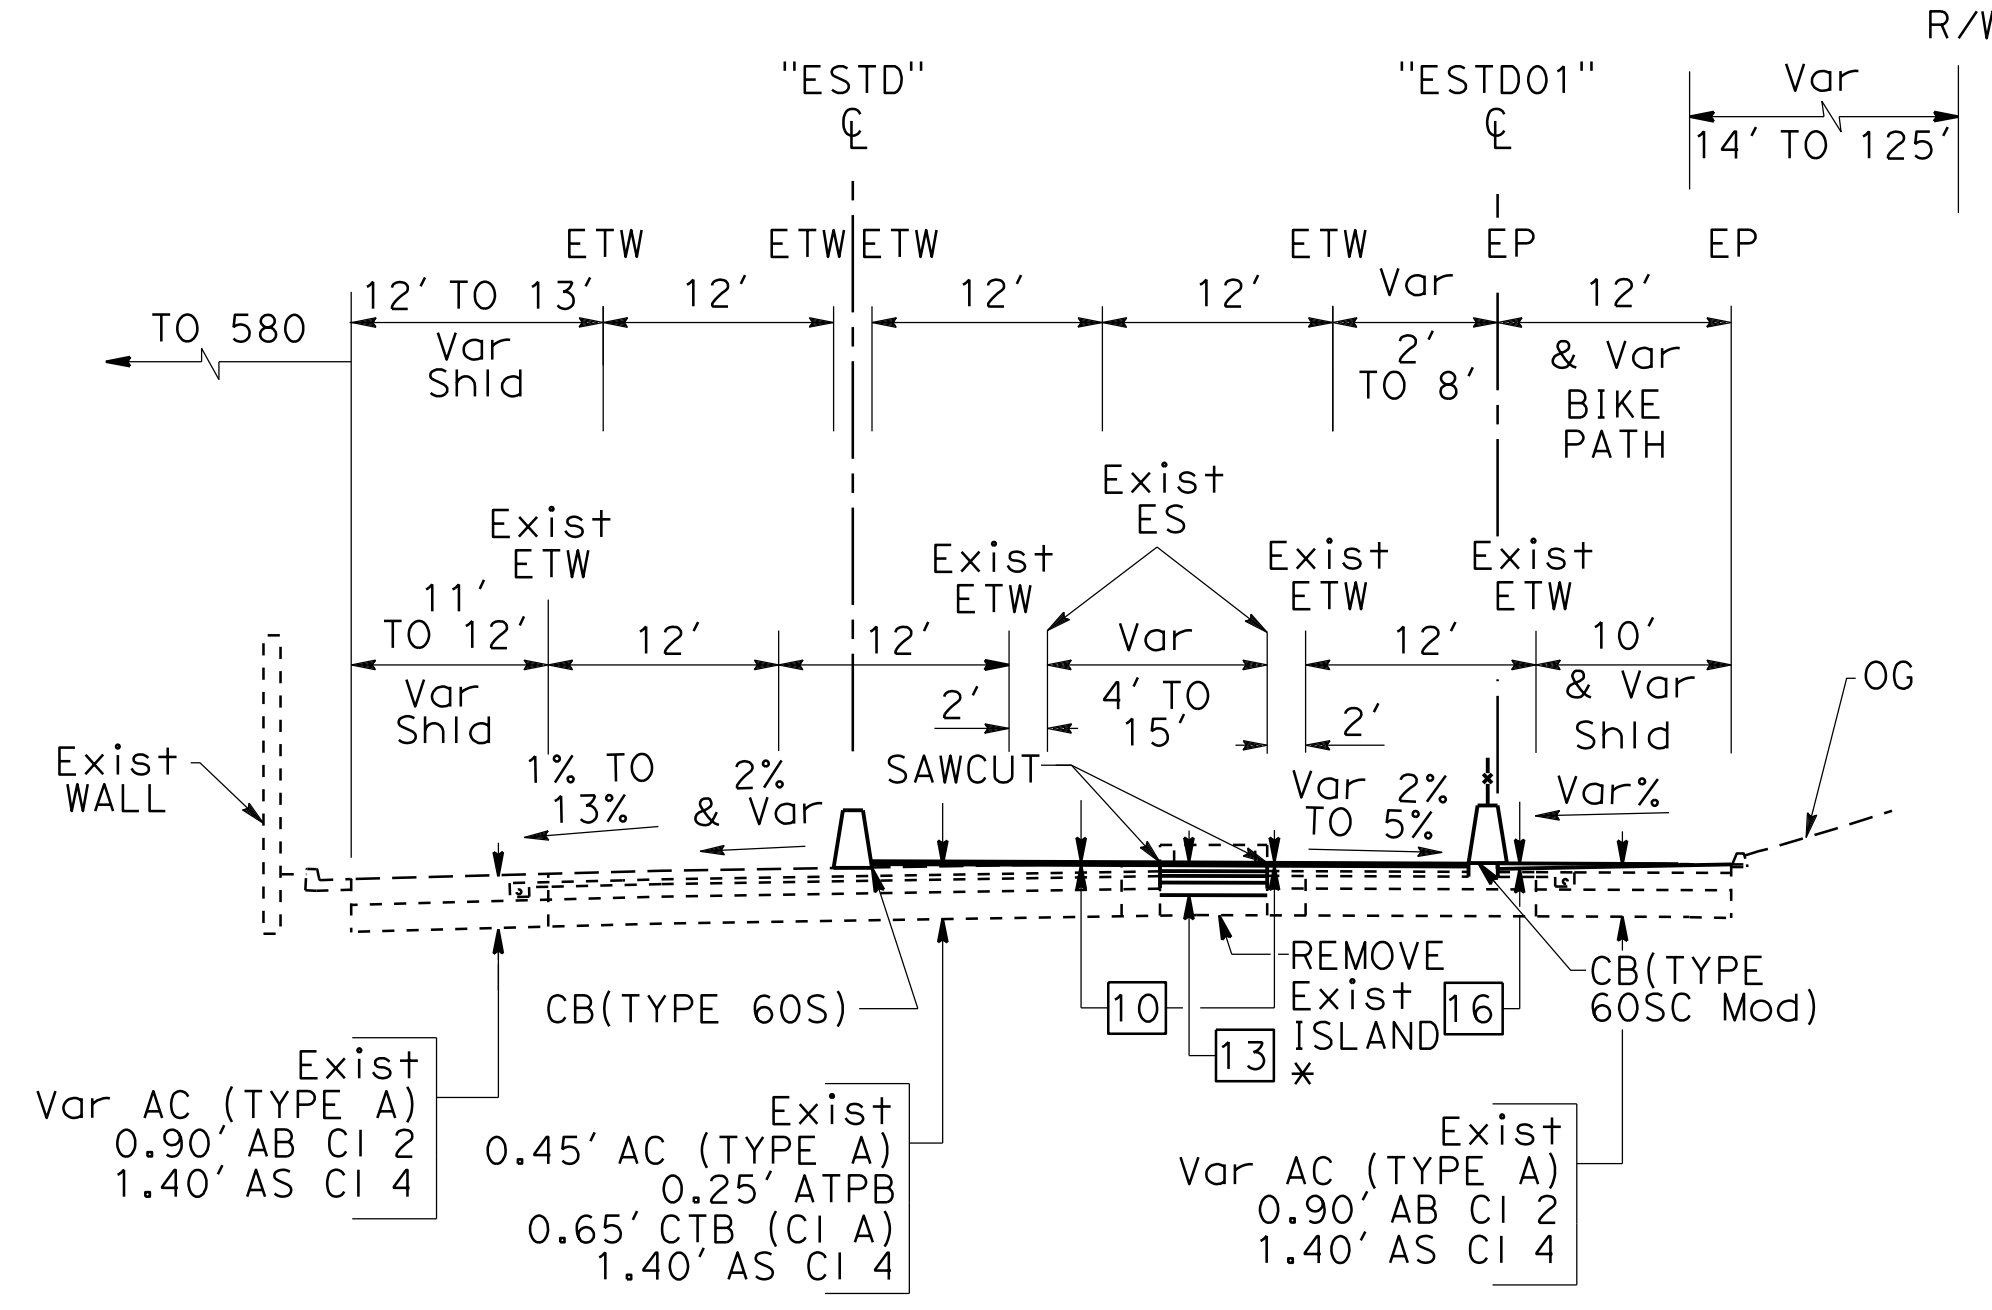 R/W
"ESTD"
"ESTD01"
Var
℄
℄
14' TO 125'
ETW
ETW
ETW
ETW
EP
EP
12' TO 13'
12'
12'
12'
Var
12'
TO 580
Var
Shld
2'
TO 8'
& Var
BIKE
PATH
Exist
ES
Exist
ETW
Exist
ETW
Exist
ETW
Exist
ETW
11'
TO 12'
12'
12'
Var
12'
10'
Var
Shld
2'
4' TO
15'
2'
& Var
Shld
OG
Exist
WALL
1% TO
13%
2%
& Var
SAWCUT
Var 2%
TO 5%
Var%
CB(TYPE 60S)
10
13
REMOVE
Exist
ISLAND
*
16
CB(TYPE
60SC Mod)
Exist
Var AC (TYPE A)
0.90' AB Cl 2
1.40' AS Cl 4
Exist
0.45' AC (TYPE A)
0.25' ATPB
0.65' CTB (Cl A)
1.40' AS Cl 4
Exist
Var AC (TYPE A)
0.90' AB Cl 2
1.40' AS Cl 4